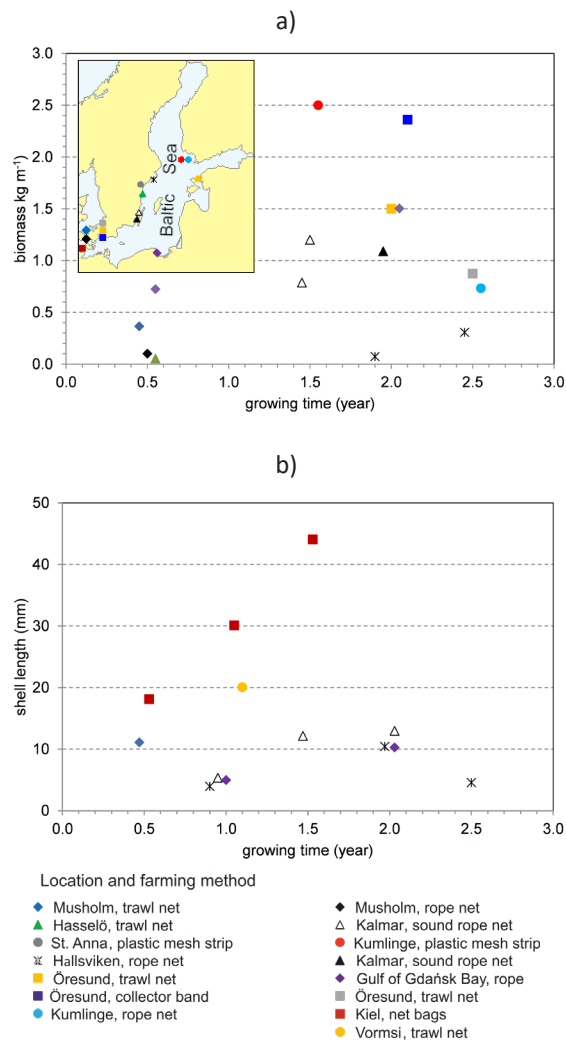 a)
3.0
2.5
2.0
1.5
1.0
0.5
0.0
biomass kg m⁻¹
Baltic Sea
0.0 0.5 1.0 1.5 2.0 2.5 3.0
growing time (year)
b)
50
40
30
20
10
0
shell length (mm)
0.0 0.5 1.0 1.5 2.0 2.5 3.0
growing time (year)
Location and farming method
Musholm, trawl net
Hasselö, trawl net
St. Anna, plastic mesh strip
Hallsviken, rope net
Öresund, trawl net
Öresund, collector band
Kumlinge, rope net
Musholm, rope net
Kalmar, sound rope net
Kumlinge, plastic mesh strip
Kalmar, sound rope net
Gulf of Gdańsk Bay, rope
Öresund, trawl net
Kiel, net bags
Vormsi, trawl net